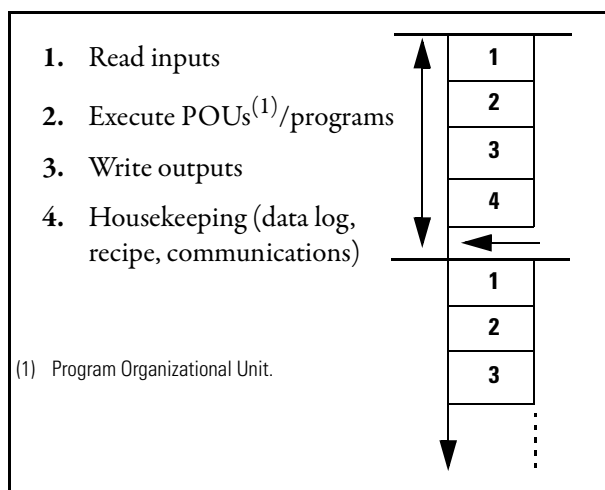 1. Read inputs
2. Execute POUs(1)/programs
3. Write outputs
4. Housekeeping (data log,
recipe, communications)
(1) Program Organizational Unit.
1
2
3
4
1
2
3